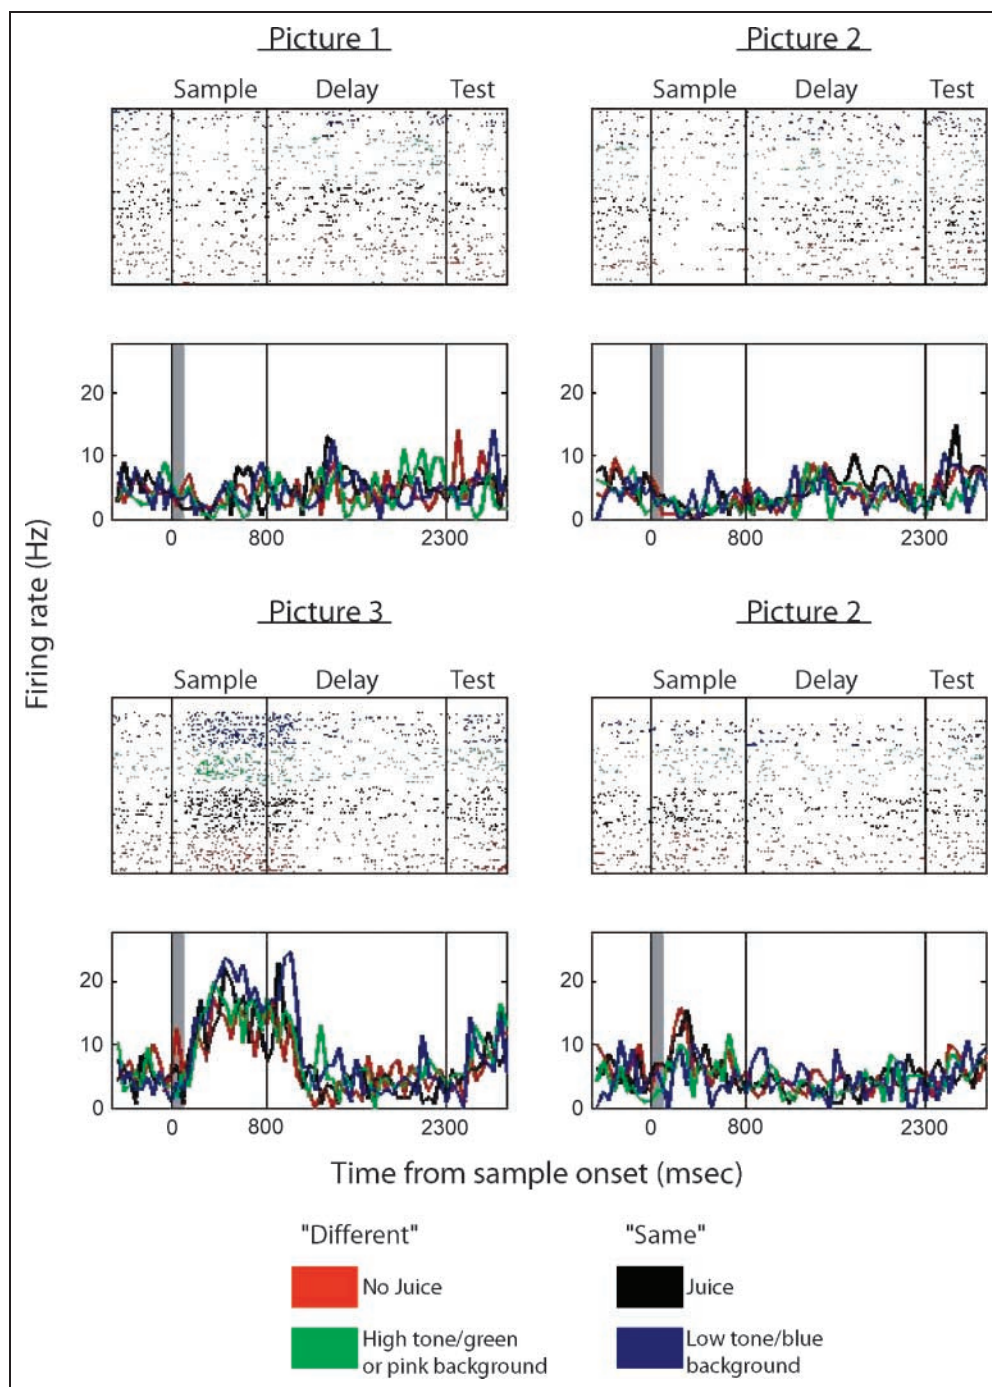 Picture 1
Picture 2
Sample Delay Test
Sample Delay Test
20
10
0
0 800 2300
20
10
0
0 800 2300
Firing rate (Hz)
Picture 3
Picture 2
Sample Delay Test
Sample Delay Test
20
10
0
0 800 2300
20
10
0
0 800 2300
Time from sample onset (msec)
"Different"
No Juice
High tone/green
or pink background
"Same"
Juice
Low tone/blue
background